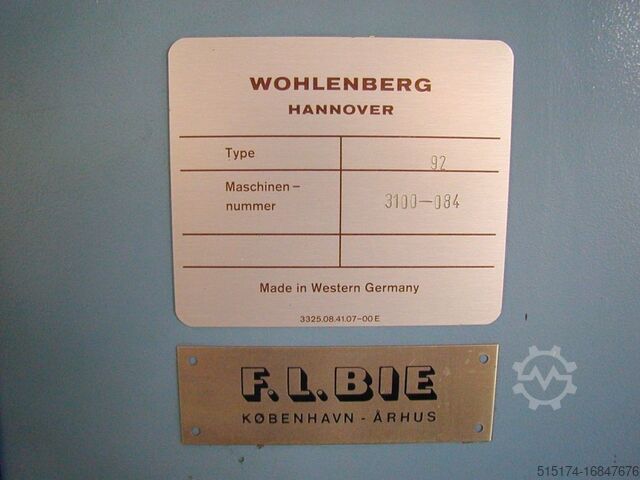 WOHLENBERG
HANNOVER
Type 92
Maschinen-
nummer 3100-084
Made in Western Germany
3325.08.41.07-00 E
F.L.BIE
KØBENHAVN - ÅRHUS
515174-16847676